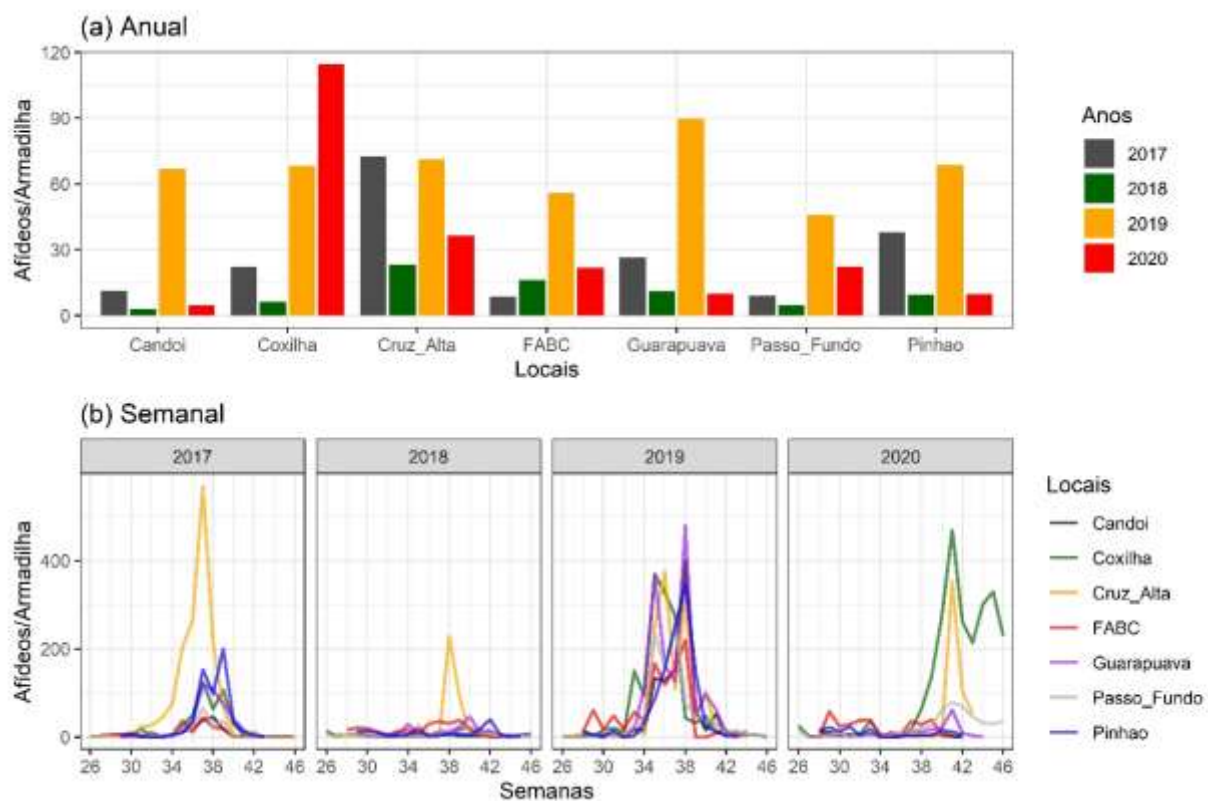 (a) Anual
120
90
60
30
0
Afídeos/Armadilha
Candoi Coxilha Cruz_Alta FABC Guarapuava Passo_Fundo Pinhao
Locais
Anos
2017
2018
2019
2020
(b) Semanal
2017 2018 2019 2020
400
200
0
Afídeos/Armadilha
26 30 34 38 42 46 26 30 34 38 42 46 26 30 34 38 42 46 26 30 34 38 42 46
Semanas
Locais
Candoi
Coxilha
Cruz_Alta
FABC
Guarapuava
Passo_Fundo
Pinhao